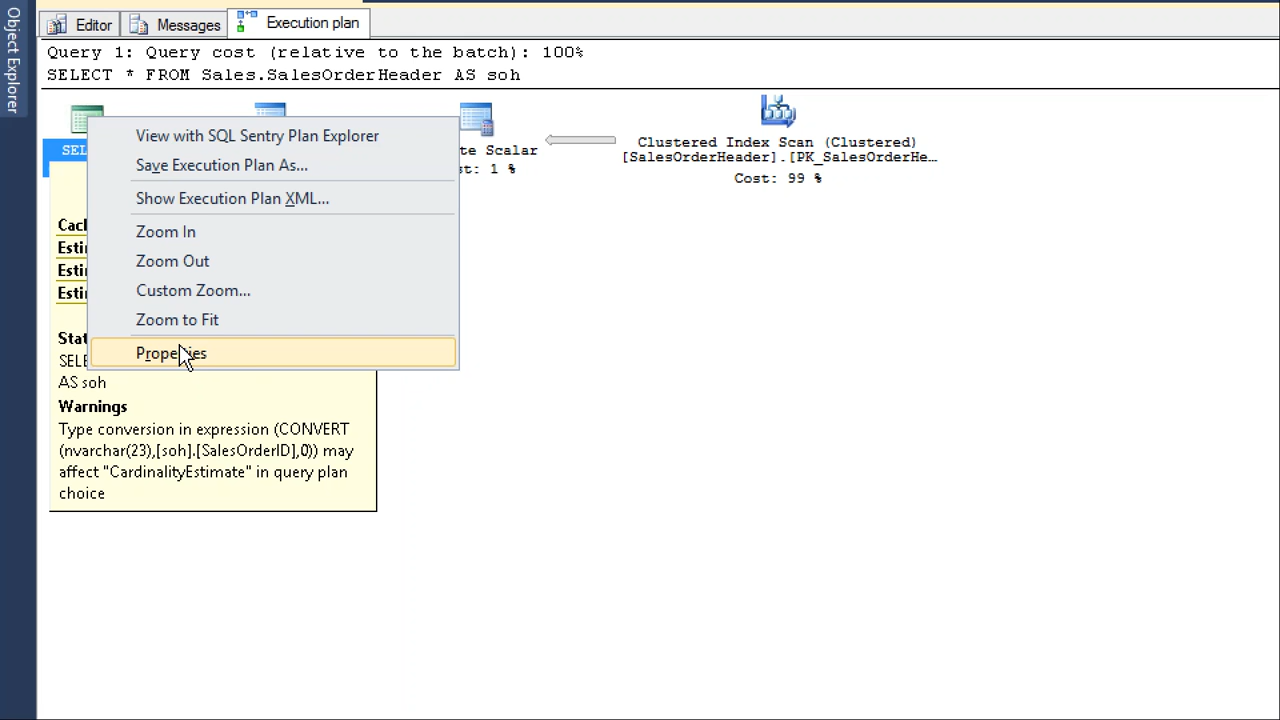 Object Explorer
Editor Messages Execution plan
Query 1: Query cost (relative to the batch): 100%
SELECT * FROM Sales.SalesOrderHeader AS soh
View with SQL Sentry Plan Explorer
Save Execution Plan As...
Show Execution Plan XML...
Zoom In
Zoom Out
Custom Zoom...
Zoom to Fit
Properties
Scalar
1 %
Clustered Index Scan (Clustered)
[SalesOrderHeader].[PK_SalesOrderHe…
Cost: 99 %
AS soh
Warnings
Type conversion in expression (CONVERT
(nvarchar(23),[soh].[SalesOrderID],0)) may
affect "CardinalityEstimate" in query plan
choice